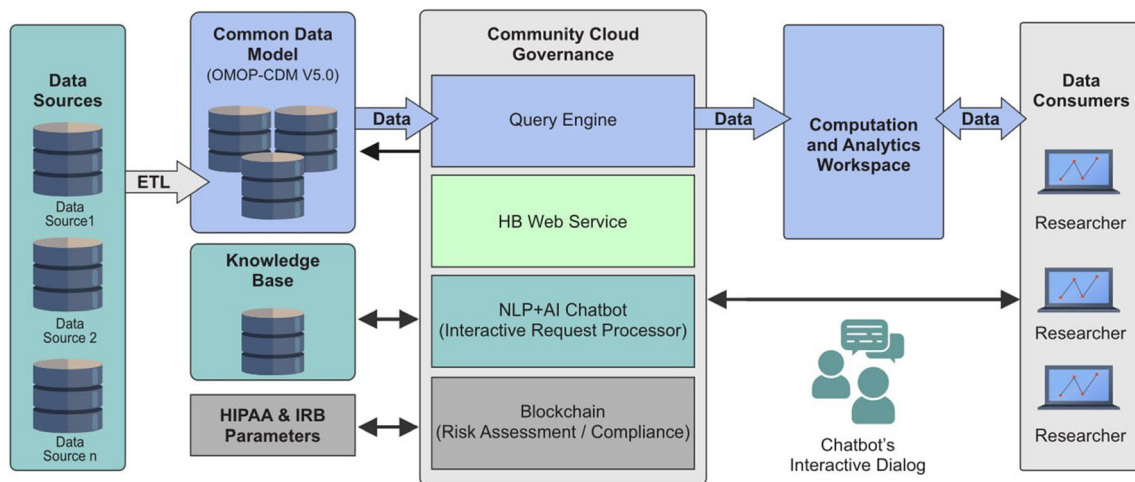 Data
Sources
Data
Source1
Data
Source 2
Data
Source n
ETL
Common Data
Model
(OMOP-CDM V5.0)
Data
Knowledge
Base
HIPAA & IRB
Parameters
Community Cloud
Governance
Query Engine
HB Web Service
NLP+AI Chatbot
(Interactive Request Processor)
Blockchain
(Risk Assessment / Compliance)
Data
Computation
and Analytics
Workspace
Data
Chatbot's
Interactive Dialog
Data
Consumers
Researcher
Researcher
Researcher